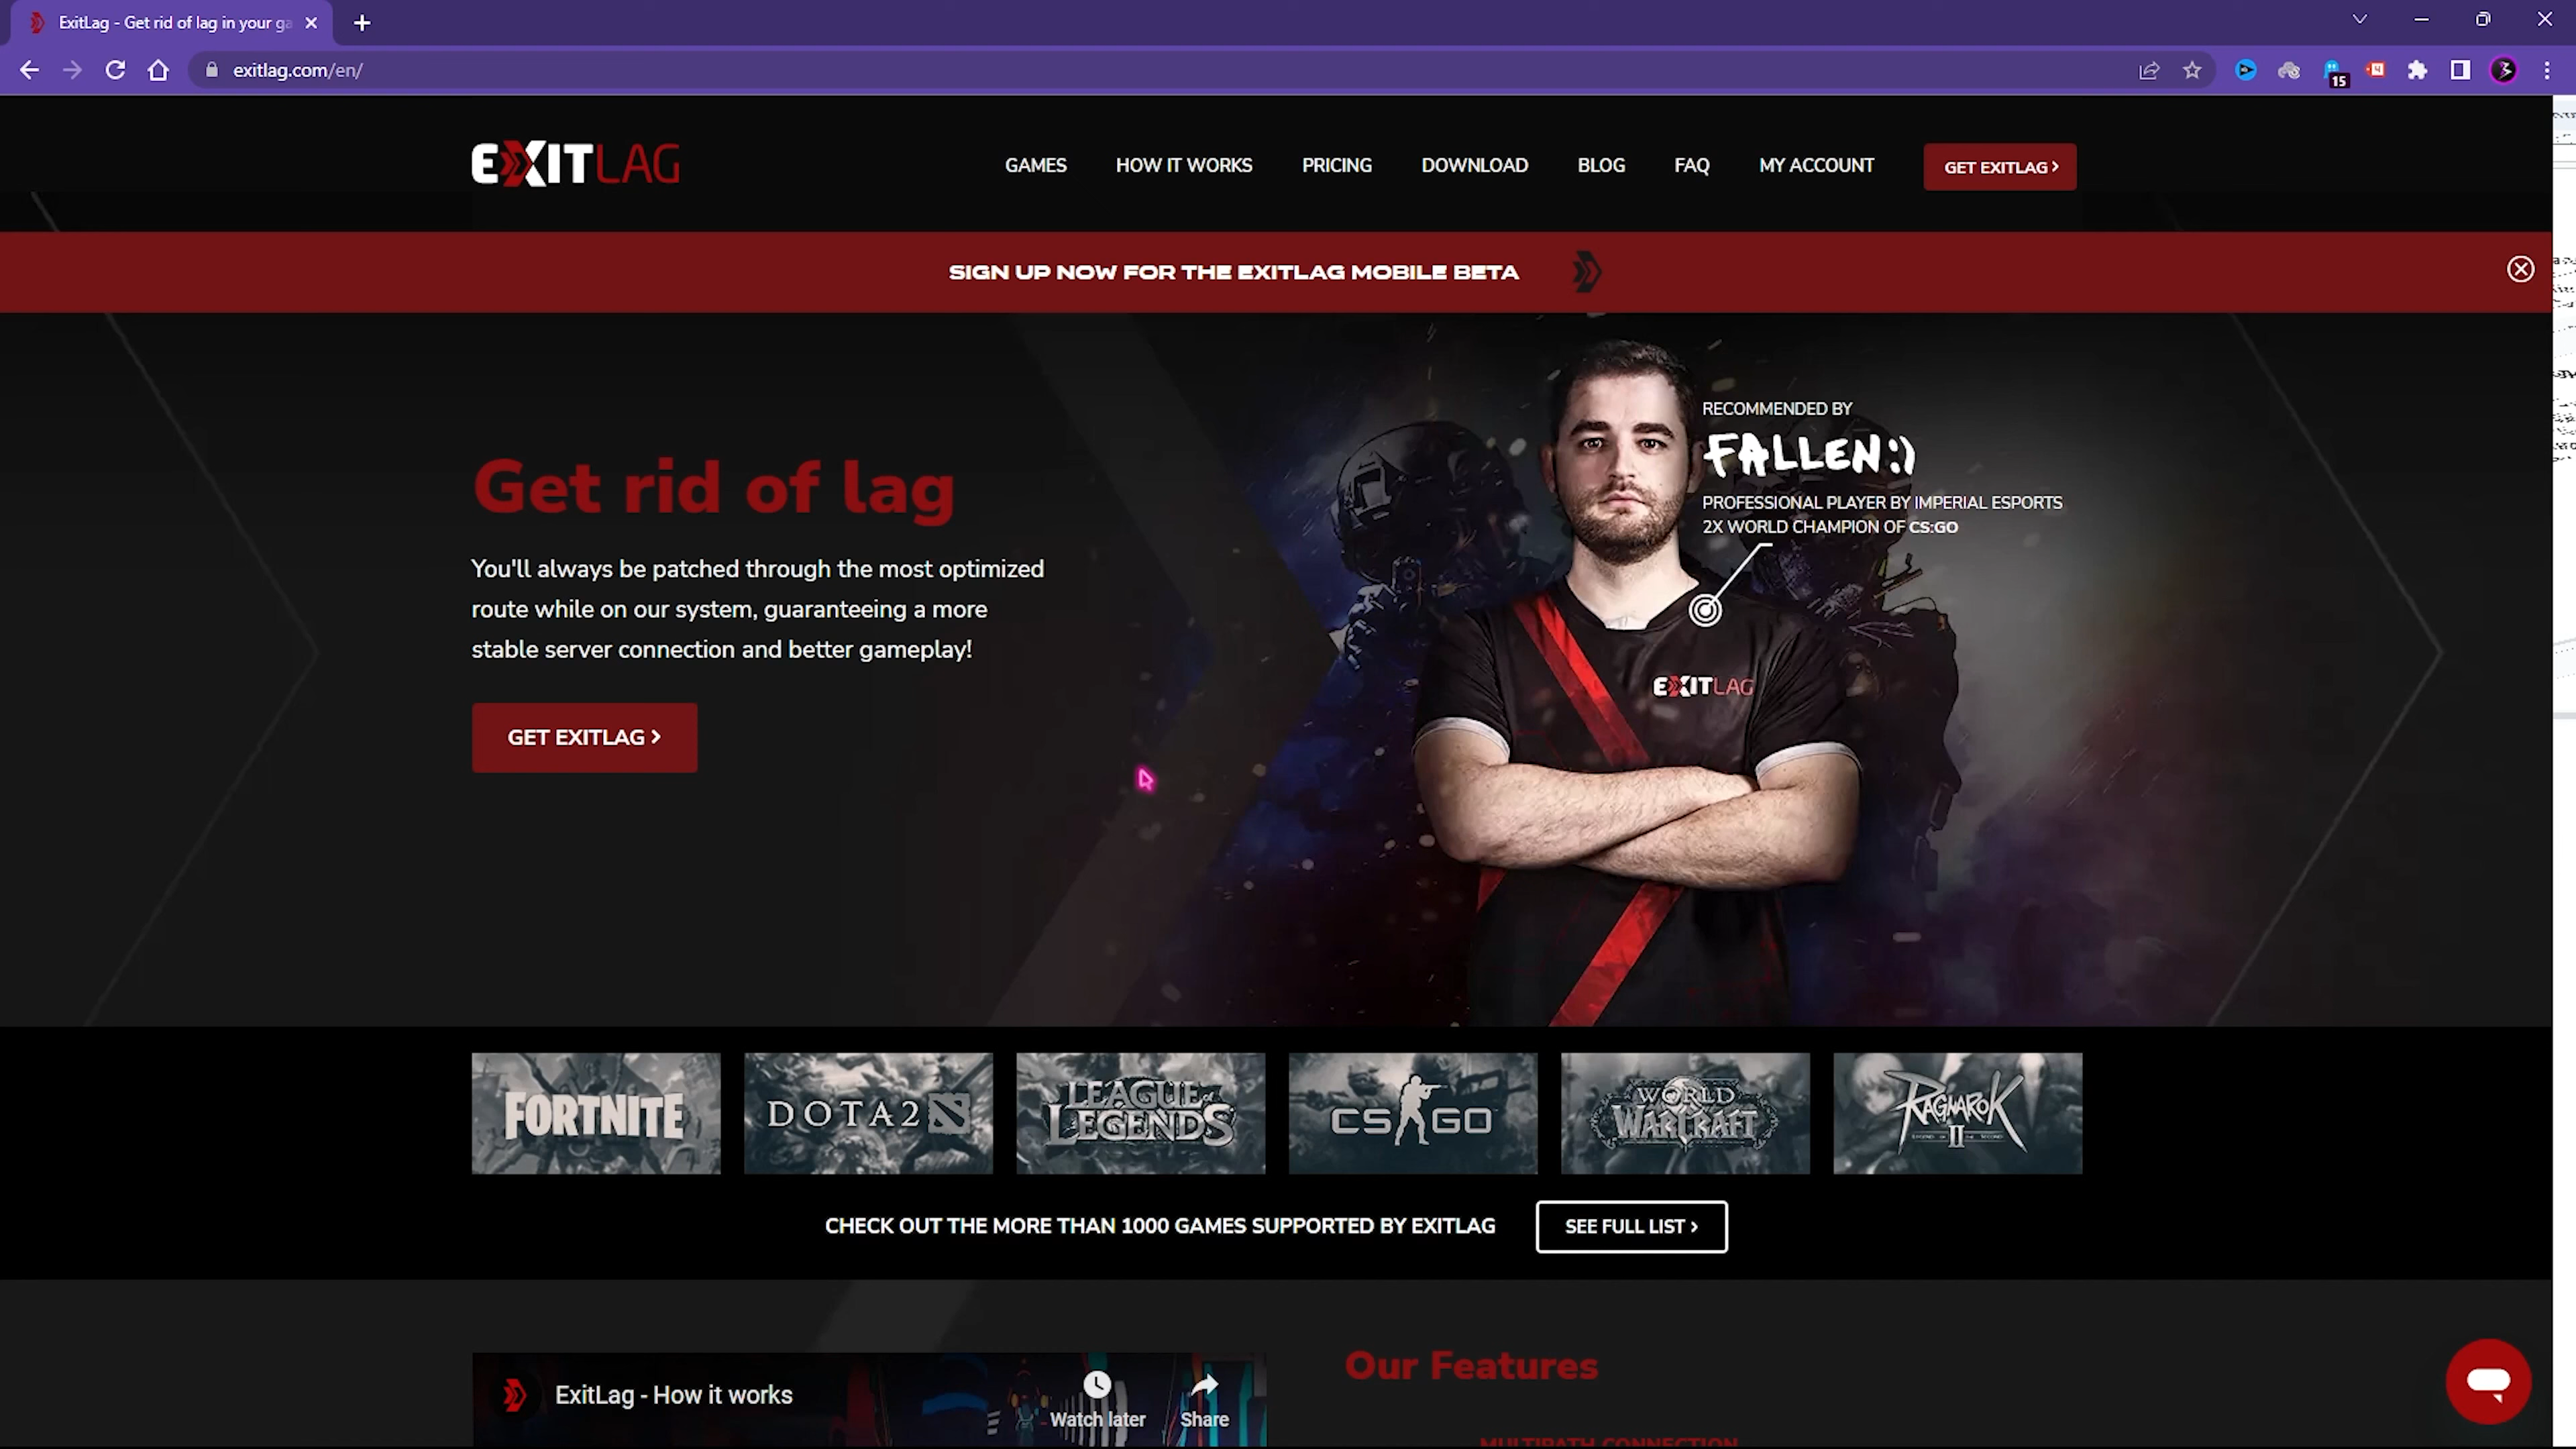 ExitLag - Get rid of lag in your ga
exitlag.com/en/
15
EXITLAG
GAMES
HOW IT WORKS
PRICING
DOWNLOAD
BLOG
FAQ
MY ACCOUNT
GET EXITLAG >
SIGN UP NOW FOR THE EXITLAG MOBILE BETA
RECOMMENDED BY
FALLEN:)
PROFESSIONAL PLAYER BY IMPERIAL ESPORTS
2X WORLD CHAMPION OF CS:GO
Get rid of lag
You'll always be patched through the most optimized
route while on our system, guaranteeing a more
stable server connection and better gameplay!
GET EXITLAG >
EXITLAG
FORTNITE
DOTA 2
LEAGUE of
LEGENDS
CS GO
WORLD
WARCRAFT
RAGNAROK
II
CHECK OUT THE MORE THAN 1000 GAMES SUPPORTED BY EXITLAG
SEE FULL LIST >
ExitLag - How it works
Watch later
Share
Our Features
MULTIPATH CONNECTION